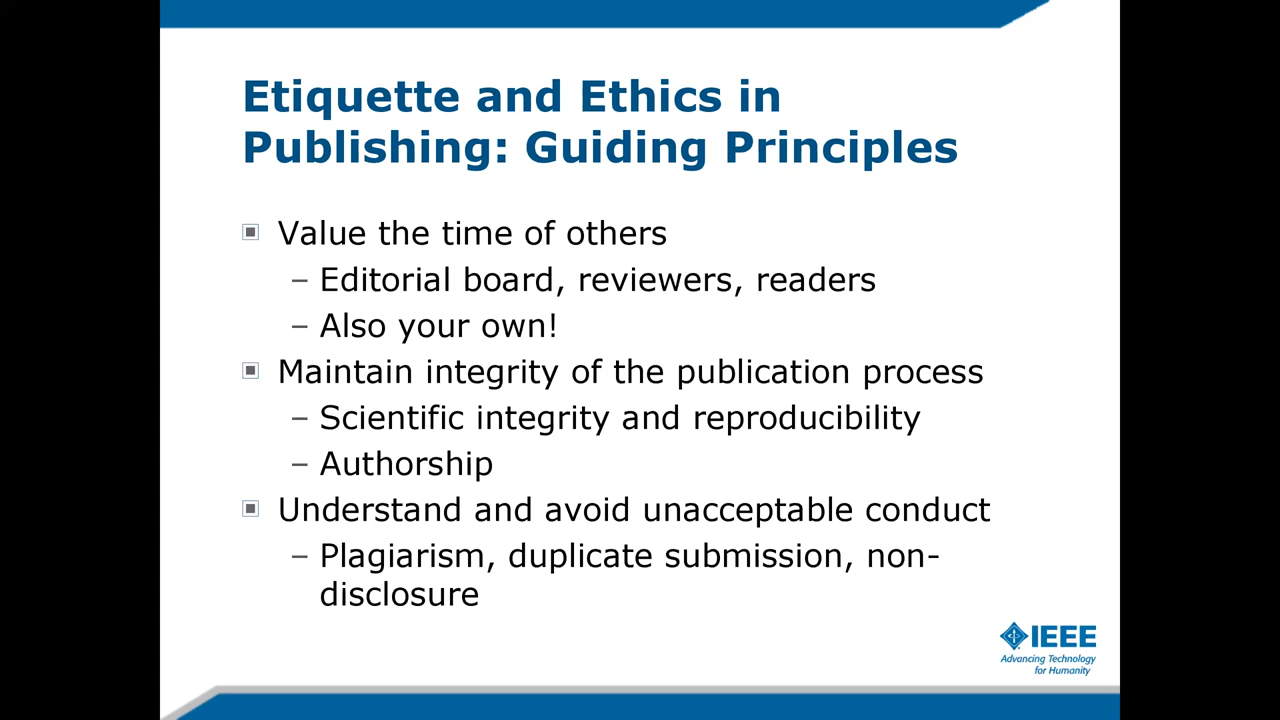 Etiquette and Ethics in
Publishing: Guiding Principles
Value the time of others
– Editorial board, reviewers, readers
– Also your own!
Maintain integrity of the publication process
– Scientific integrity and reproducibility
– Authorship
Understand and avoid unacceptable conduct
– Plagiarism, duplicate submission, non-
disclosure
IEEE
Advancing Technology
for Humanity